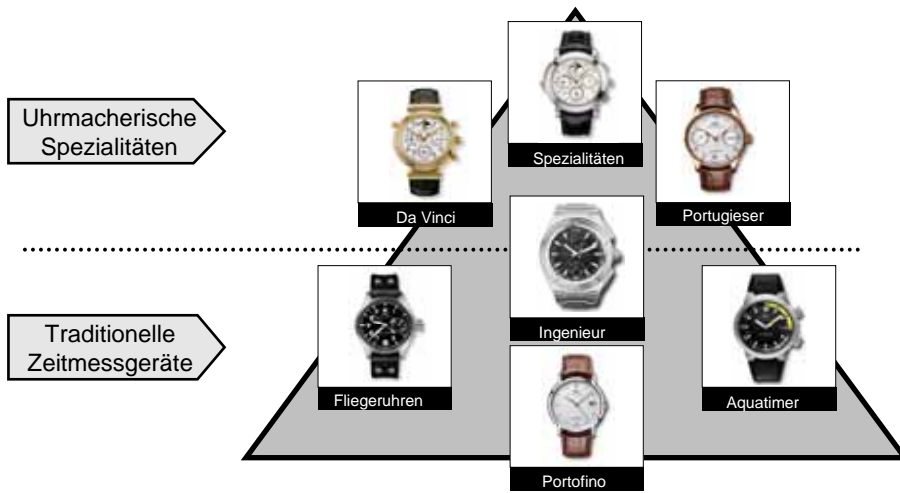 Uhrmacherische
Spezialitäten
Spezialitäten
Da Vinci
Portugieser
Traditionelle
Zeitmessgeräte
Ingenieur
Fliegeruhren
Aquatimer
Portofino